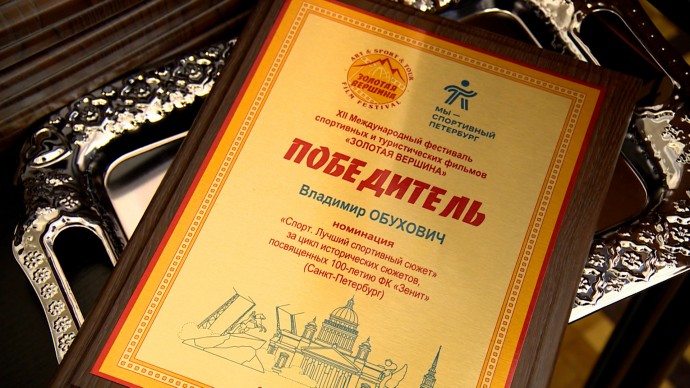 ART & SPORT & TOUR
ЗОЛОТАЯ
ВЕРШИНА
FILM FESTIVAL
МЫ —
СПОРТИВНЫЙ
ПЕТЕРБУРГ
XII Международный фестиваль
спортивных и туристических фильмов
«ЗОЛОТАЯ ВЕРШИНА»
ПОБЕДИТЕЛЬ
Владимир ОБУХОВИЧ
номинация
«Спорт. Лучший спортивный сюжет»
за цикл исторических сюжетов,
посвященных 100-летию ФК «Зенит»
(Санкт-Петербург)